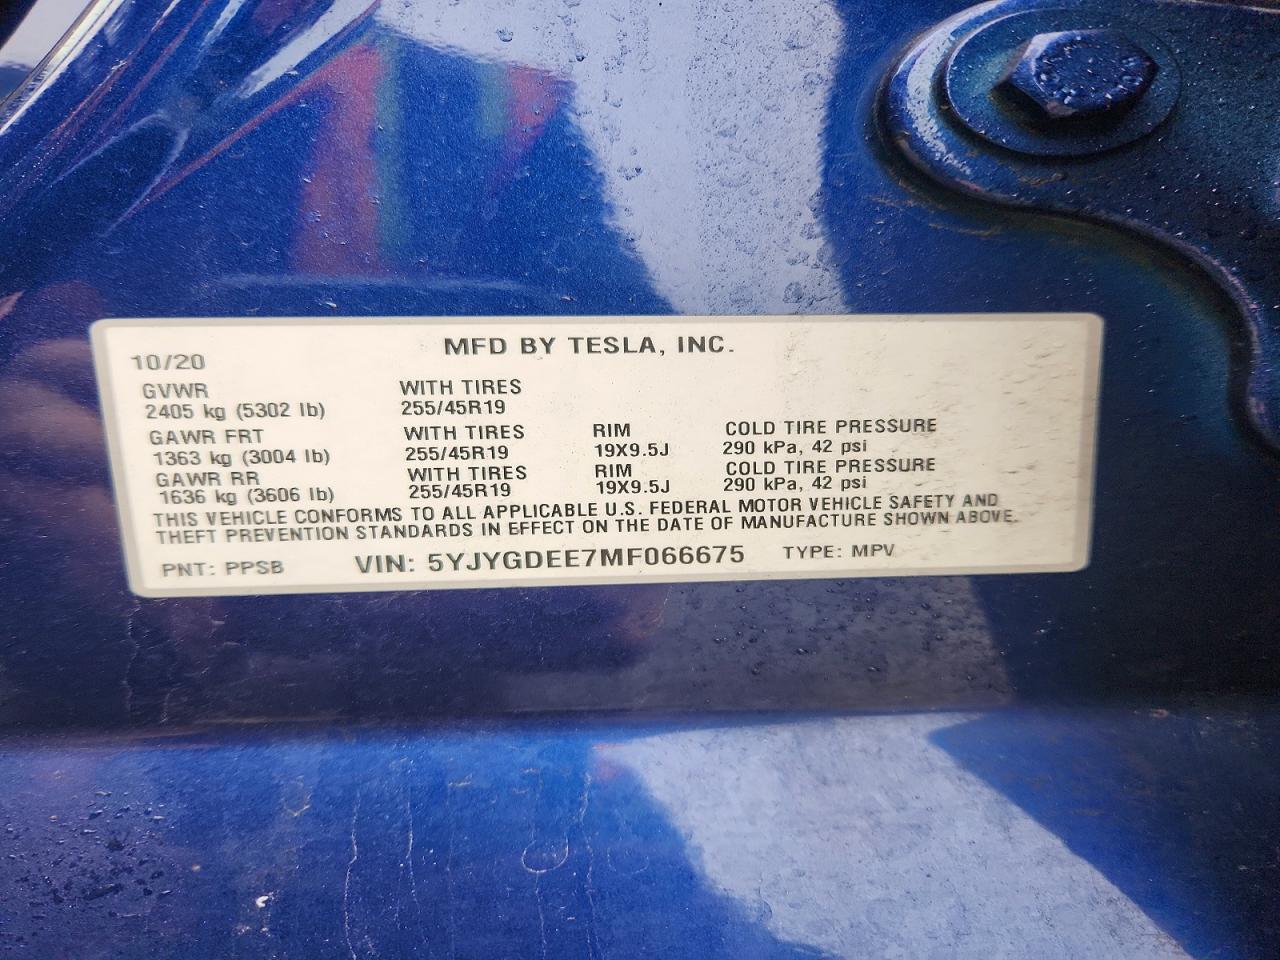 MFD BY TESLA, INC.
10/20
GVWR WITH TIRES
2405 kg (5302 lb) 255/45R19
GAWR FRT WITH TIRES RIM COLD TIRE PRESSURE
1363 kg (3004 lb) 255/45R19 19X9.5J 290 kPa, 42 psi
GAWR RR WITH TIRES RIM COLD TIRE PRESSURE
1636 kg (3606 lb) 255/45R19 19X9.5J 290 kPa, 42 psi
THIS VEHICLE CONFORMS TO ALL APPLICABLE U.S. FEDERAL MOTOR VEHICLE SAFETY AND
THEFT PREVENTION STANDARDS IN EFFECT ON THE DATE OF MANUFACTURE SHOWN ABOVE.
PNT: PPSB VIN: 5YJYGDEE7MF066675 TYPE: MPV